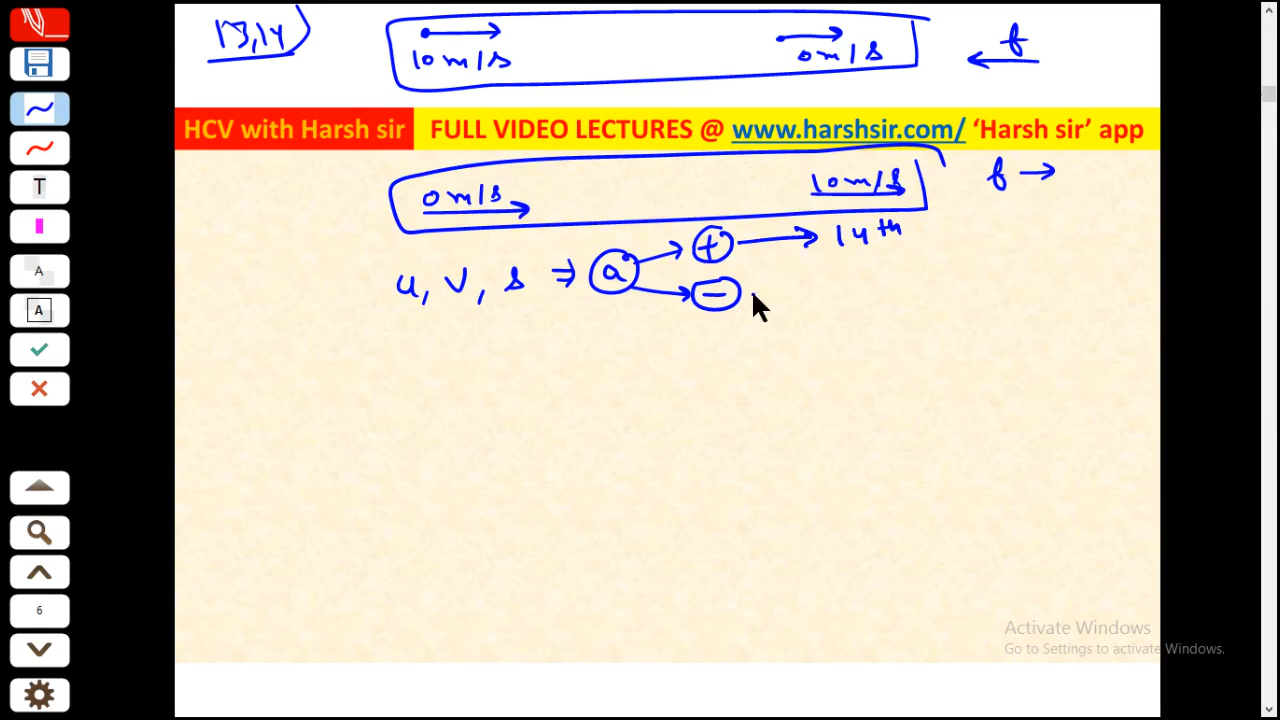 13,14)
10 m/s 0 m/s f
HCV with Harsh sir FULL VIDEO LECTURES @ www.harshsir.com/ ‘Harsh sir’ app
0 m/s 10 m/s f →
u, v, s ⇒ a + → 14th
−
T
A
A
6
Activate Windows
Go to Settings to activate Windows.